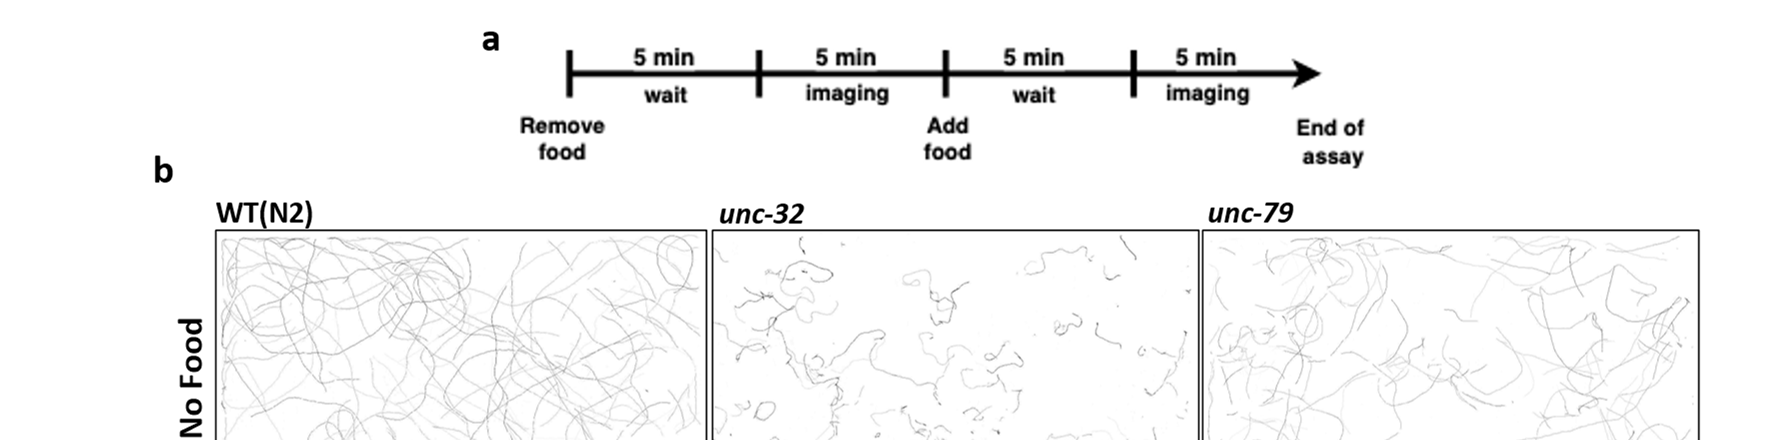 a
5 min 5 min 5 min 5 min
wait imaging wait imaging
Remove food
Add food
End of assay
b
WT(N2) unc-32 unc-79
No Food